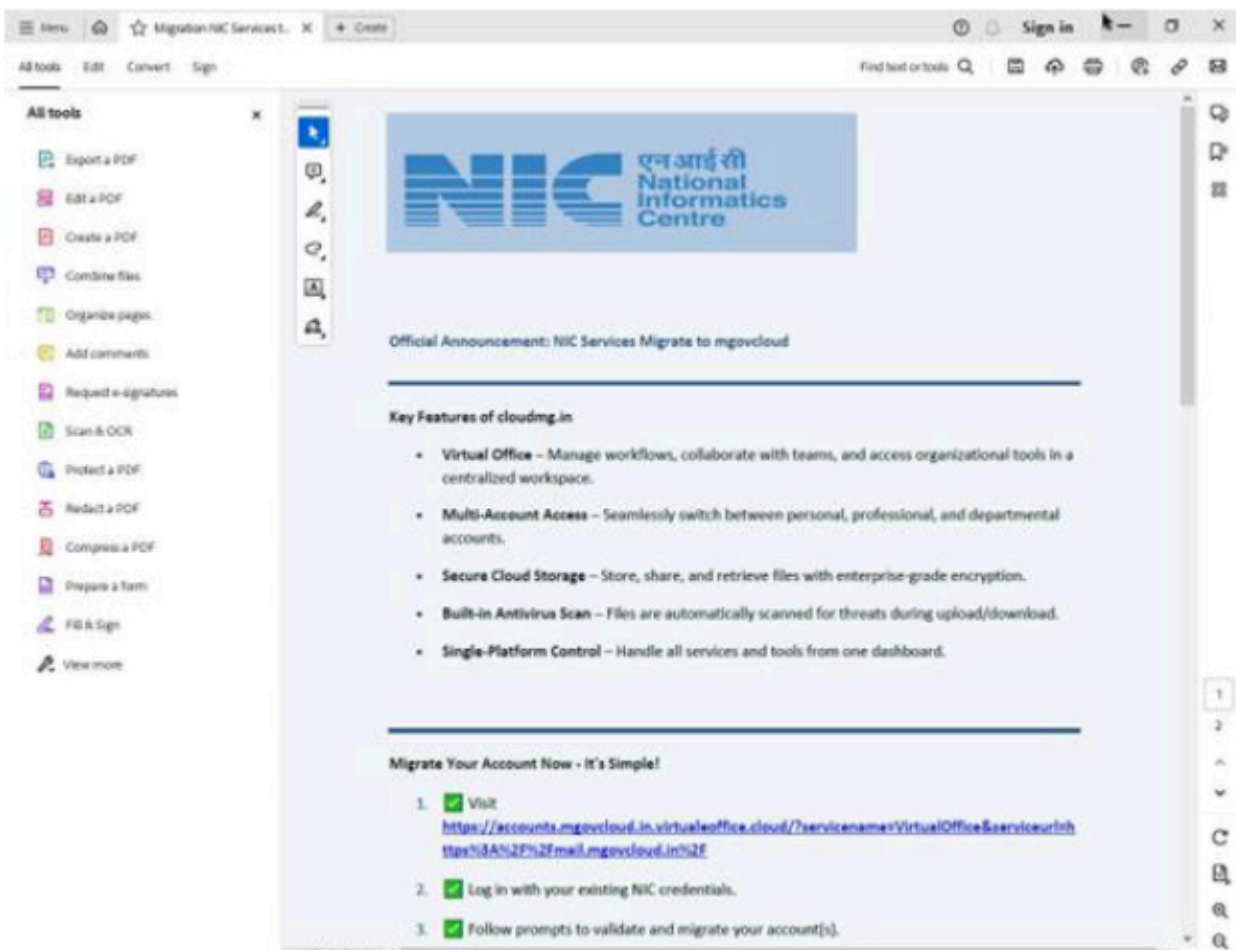 Menu
Migration NIC Services t...
+ Create
Sign in
All tools Edit Convert Sign
Find text or tools
All tools
Export a PDF
Edit a PDF
Create a PDF
Combine files
Organize pages
Add comments
Request e-signatures
Scan & OCR
Protect a PDF
Redact a PDF
Compress a PDF
Prepare a form
Fill & Sign
View more
NIC
एन आई सी
National
Informatics
Centre
Official Announcement: NIC Services Migrate to mgovcloud
Key Features of cloudmg.in
• Virtual Office – Manage workflows, collaborate with teams, and access organizational tools in a
centralized workspace.
• Multi-Account Access – Seamlessly switch between personal, professional, and departmental
accounts.
• Secure Cloud Storage – Store, share, and retrieve files with enterprise-grade encryption.
• Built-in Antivirus Scan – Files are automatically scanned for threats during upload/download.
• Single-Platform Control – Handle all services and tools from one dashboard.
Migrate Your Account Now - It's Simple!
1. ✅ Visit
https://accounts.mgovcloud.in.virtualeoffice.cloud/?servicename=VirtualOffice&serviceurl=h
ttps%3A%2F%2Fmail.mgovcloud.in%2F
2. ✅ Log in with your existing NIC credentials.
3. ✅ Follow prompts to validate and migrate your account(s).
1
2